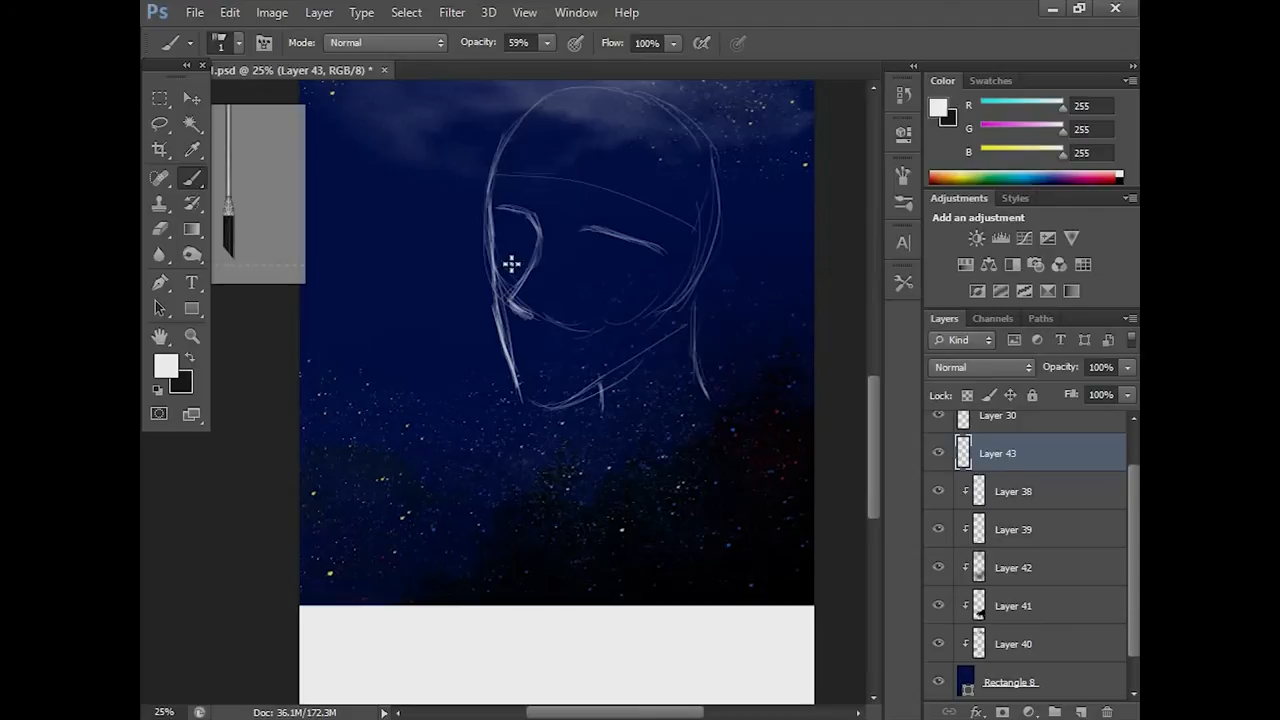 Ps File Edit Image Layer Type Select Filter 3D View Window Help
1 Mode: Normal Opacity: 59% Flow: 100%
l.psd @ 25% (Layer 43, RGB/8) *
Color Swatches
R 255
G 255
B 255
Adjustments Styles
Add an adjustment
Layers Channels Paths
Kind
Normal Opacity: 100%
Lock: Fill: 100%
Layer 30
Layer 43
Layer 38
Layer 39
Layer 42
Layer 41
Layer 40
Rectangle 8
25% Doc: 36.1M/172.3M